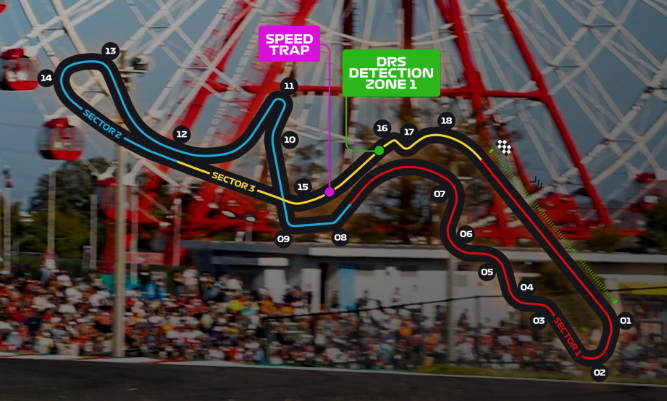 SPEED
TRAP
DRS
DETECTION
ZONE 1
13
14
11
12
10
16
17
18
SECTOR 2
SECTOR 3
15
09
08
07
06
05
04
03
SECTOR 1
01
02